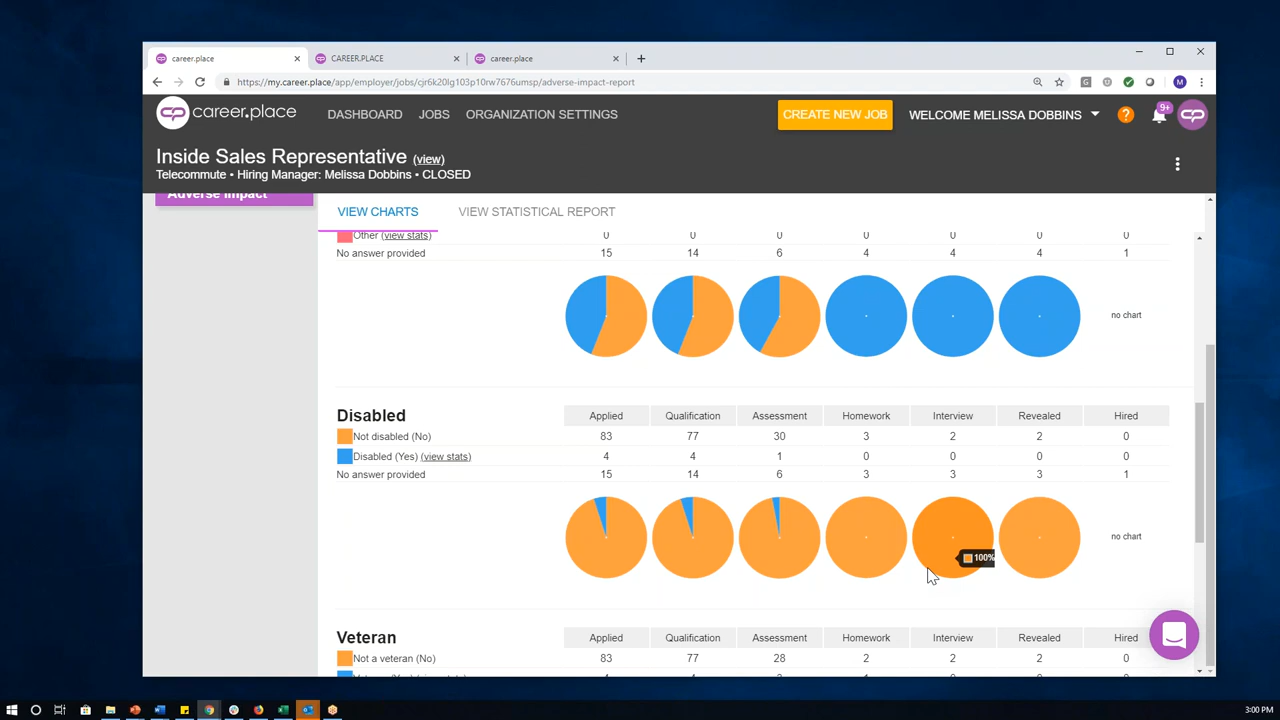 career.place
CAREER.PLACE
career.place
https://my.career.place/app/employer/jobs/cjr6k20lg103p10rw7676umsp/adverse-impact-report
cp career.place DASHBOARD JOBS ORGANIZATION SETTINGS CREATE NEW JOB WELCOME MELISSA DOBBINS ? 9+ cp
Inside Sales Representative (view)
Telecommute • Hiring Manager: Melissa Dobbins • CLOSED
Adverse Impact
VIEW CHARTS VIEW STATISTICAL REPORT
Other (view stats) 0 0 0 0 0 0 0
No answer provided 15 14 6 4 4 4 1
no chart
Disabled Applied Qualification Assessment Homework Interview Revealed Hired
Not disabled (No) 83 77 30 3 2 2 0
Disabled (Yes) (view stats) 4 4 1 0 0 0 0
No answer provided 15 14 6 3 3 3 1
no chart
100%
Veteran Applied Qualification Assessment Homework Interview Revealed Hired
Not a veteran (No) 83 77 28 2 2 2 0
3:00 PM